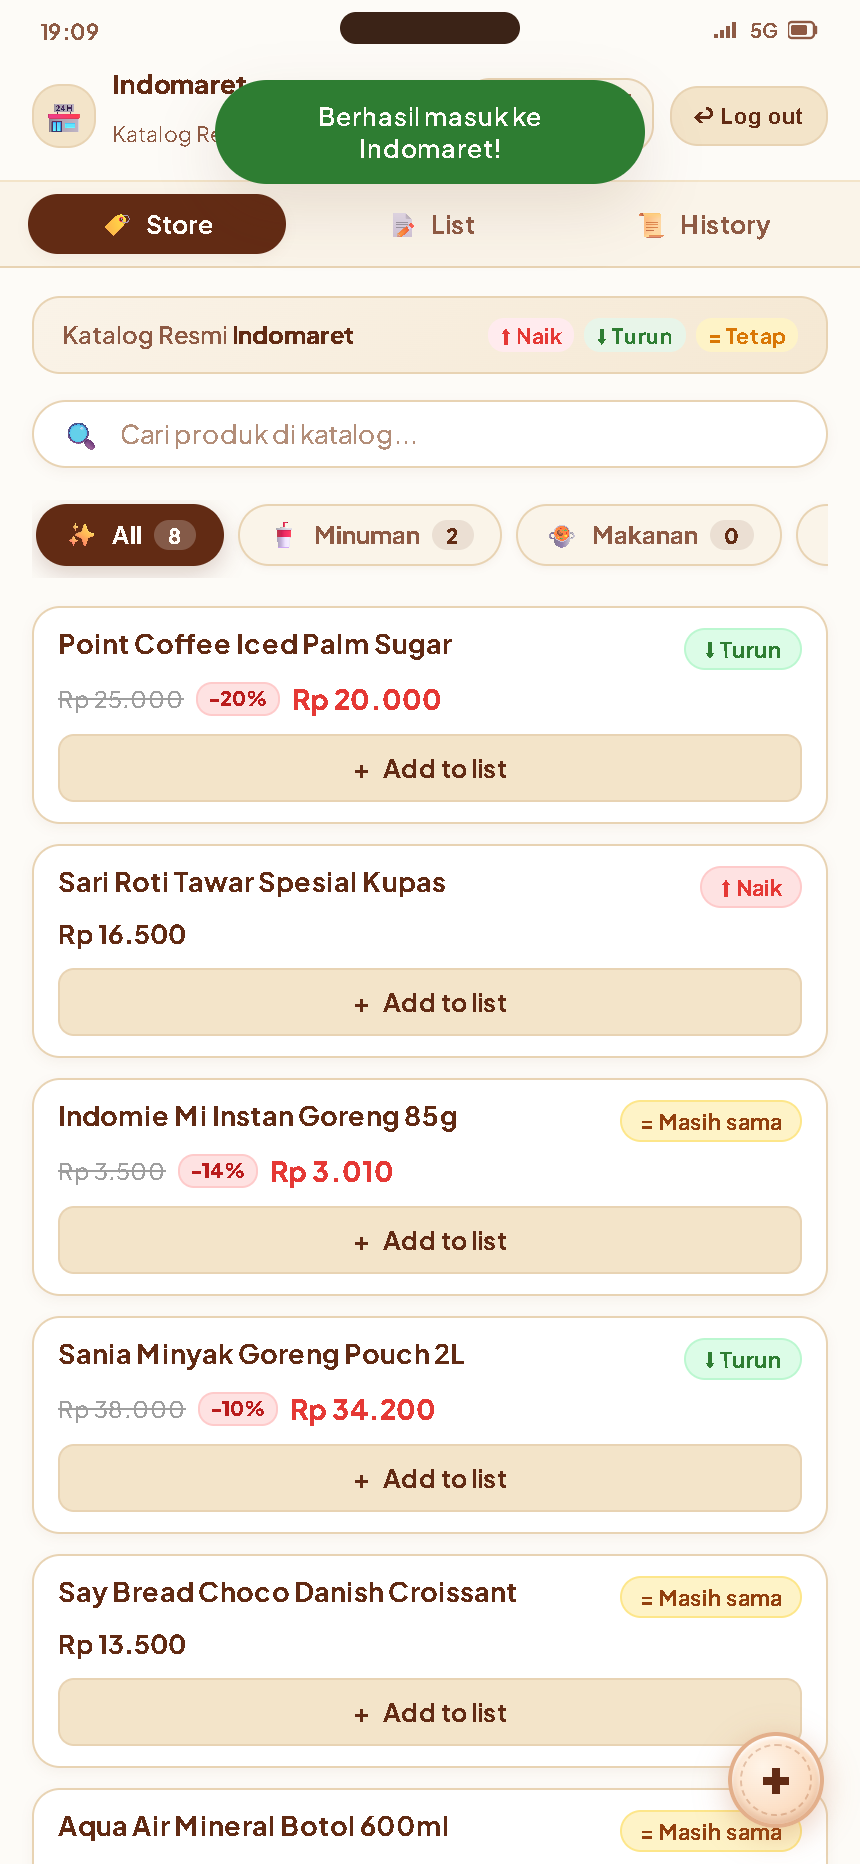 19:09
5G
24H
Indomaret
Katalog Re
Berhasil masuk ke
Indomaret!
↩ Log out
Store
List
History
Katalog Resmi Indomaret
↑ Naik
↓ Turun
= Tetap
Cari produk di katalog...
All 8
Minuman 2
Makanan 0
Point Coffee Iced Palm Sugar
↓ Turun
Rp 25.000 -20% Rp 20.000
+ Add to list
Sari Roti Tawar Spesial Kupas
↑ Naik
Rp 16.500
+ Add to list
Indomie Mi Instan Goreng 85g
= Masih sama
Rp 3.500 -14% Rp 3.010
+ Add to list
Sania Minyak Goreng Pouch 2L
↓ Turun
Rp 38.000 -10% Rp 34.200
+ Add to list
Say Bread Choco Danish Croissant
= Masih sama
Rp 13.500
+ Add to list
Aqua Air Mineral Botol 600ml
= Masih sama